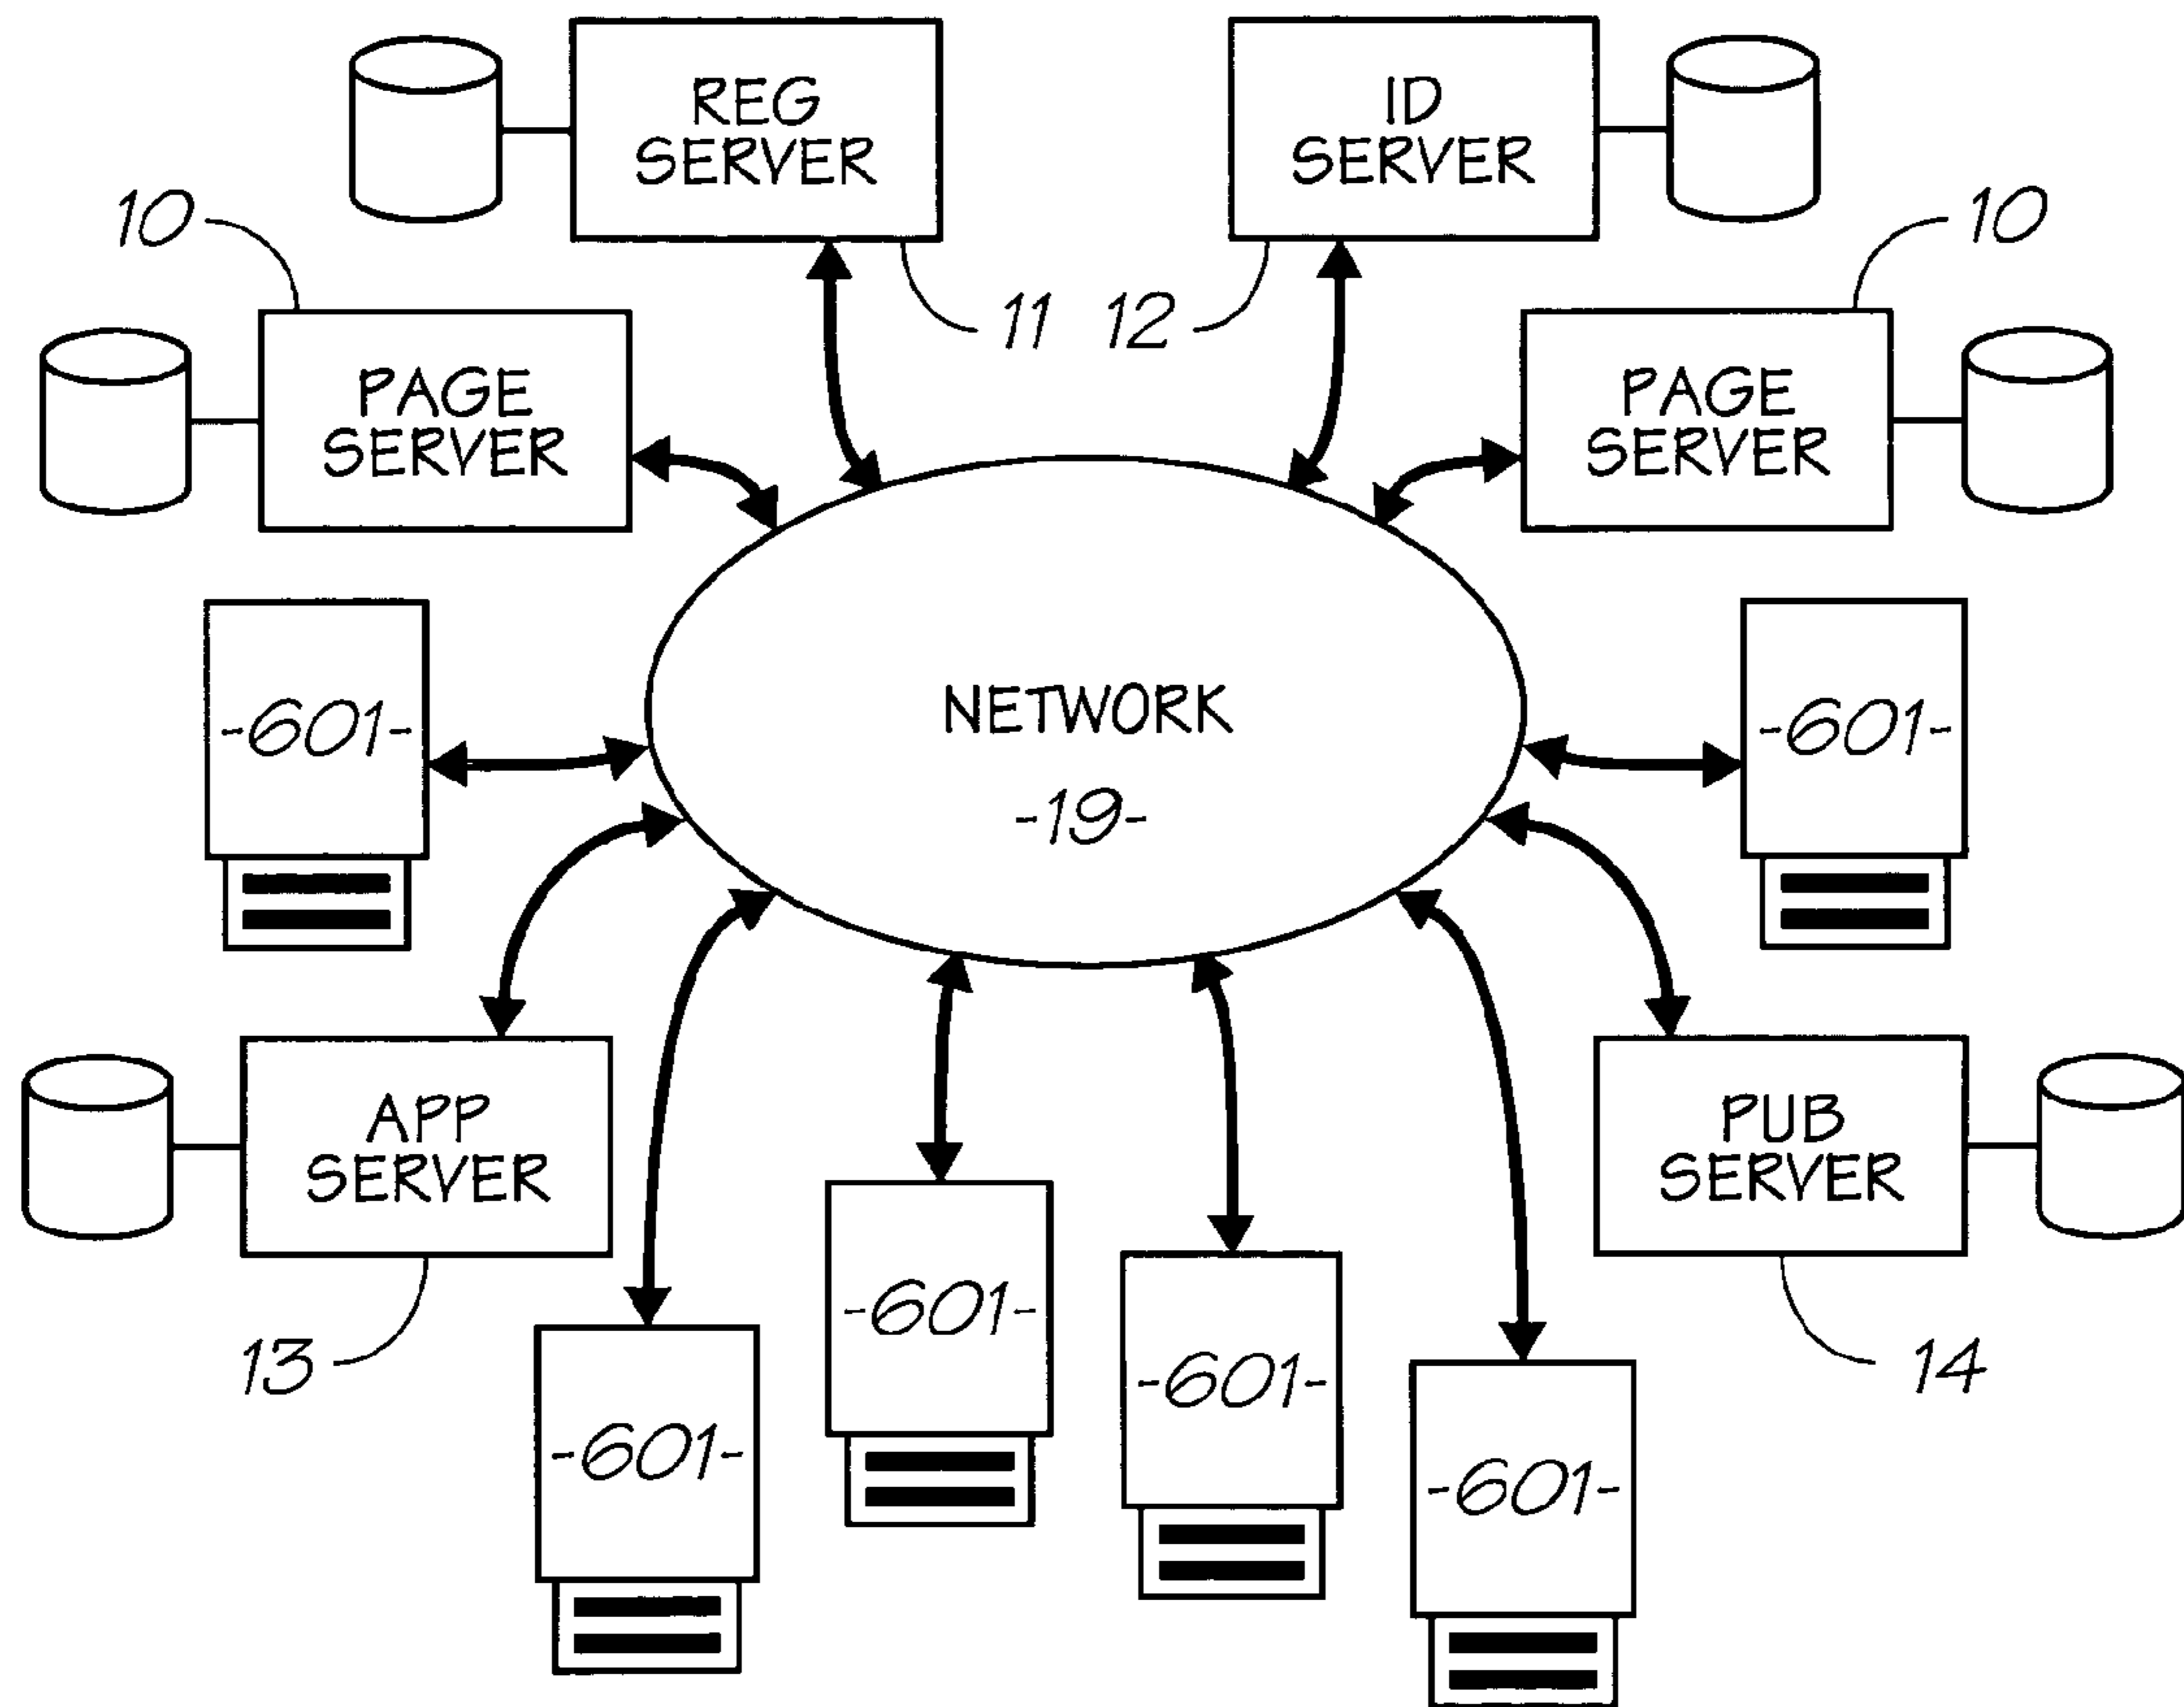 REG
SERVER
ID
SERVER
10
10
11
12
PAGE
SERVER
PAGE
SERVER
-601-
NETWORK
-19-
-601-
APP
SERVER
PUB
SERVER
13
-601-
-601-
-601-
-601-
14